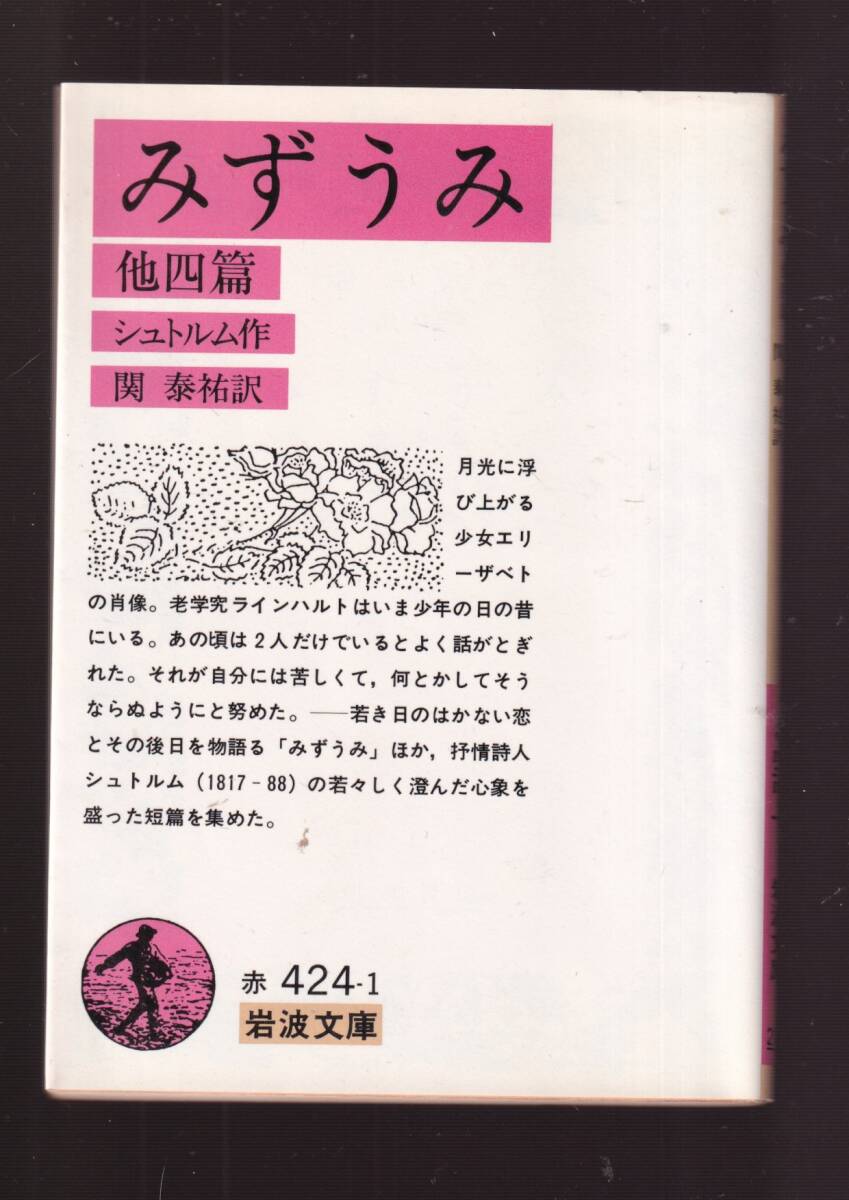 みずうみ
他四篇
シュトルム作
関 泰祐訳
月光に浮
び上がる
少女エリ
ーザベト
の肖像。老学究ラインハルトはいま少年の日の昔
にいる。あの頃は2人だけでいるとよく話がとぎ
れた。それが自分には苦しくて，何とかしてそう
ならぬようにと努めた。――若き日のはかない恋
とその後日を物語る「みずうみ」ほか，抒情詩人
シュトルム（1817－88）の若々しく澄んだ心象を
盛った短篇を集めた。
赤 424-1
岩波文庫